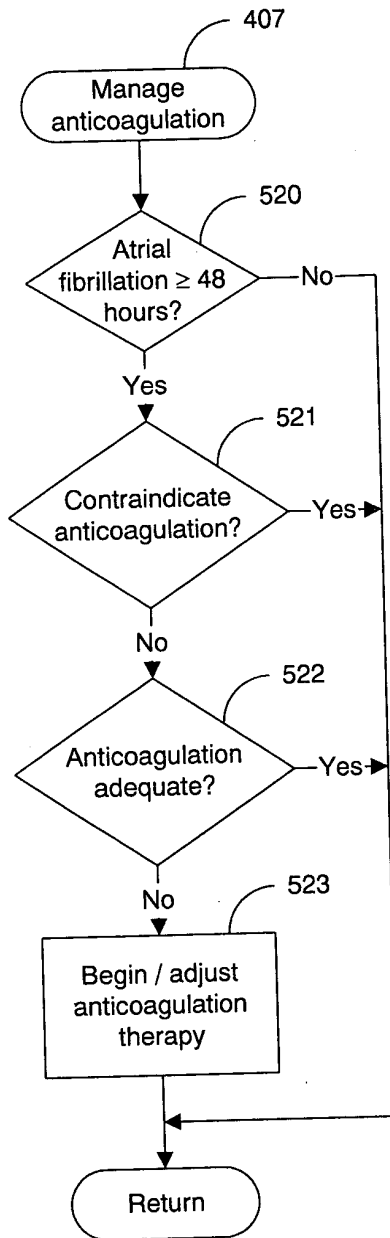 407
Manage
anticoagulation
520
Atrial
fibrillation ≥ 48
hours?
No
Yes
521
Contraindicate
anticoagulation?
Yes
No
522
Anticoagulation
adequate?
Yes
No
523
Begin / adjust
anticoagulation
therapy
Return